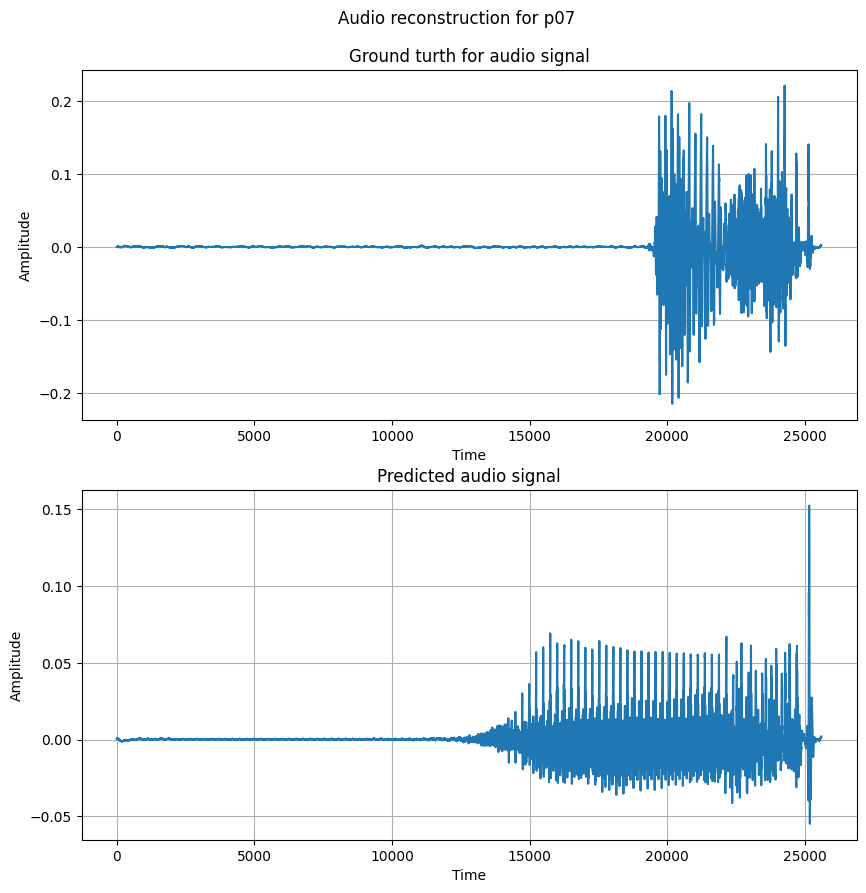 Audio reconstruction for p07
Ground turth for audio signal
0.2
0.1
0.0
−0.1
−0.2
Amplitude
0 5000 10000 15000 20000 25000
Time
Predicted audio signal
0.15
0.10
0.05
0.00
−0.05
Amplitude
0 5000 10000 15000 20000 25000
Time